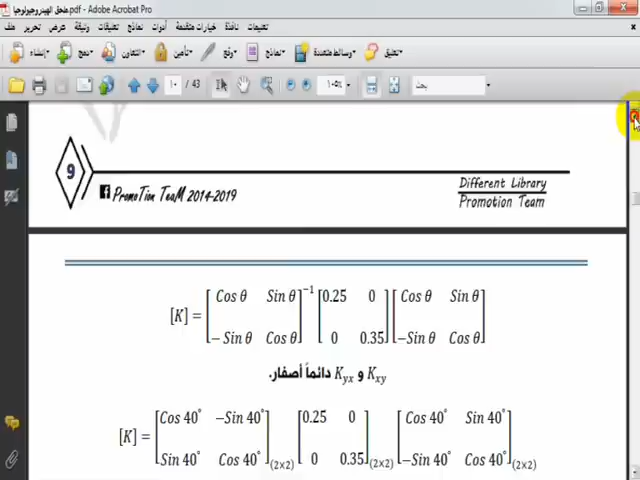 ملحق الهيدروجيولوجيا.pdf - Adobe Acrobat Pro
ملف تحرير عرض وثيقة تطبيقات نماذج أدوات خيارات متقدمة نافذة تعليمات
إنشاء دمج التعاون تأمين وقع نماذج وسائط متعددة تعليق
١٠ / 43 ١٠٥% بحث
9
PromoTion TeaM 2014-2019
Different Library
Promotion Team
[K] = [Cos θ Sin θ
− Sin θ Cos θ]⁻¹ [0.25 0
0 0.35] [Cos θ Sin θ
−Sin θ Cos θ]
Kxy و Kyx دائماً أصفار.
[K] = [Cos 40° −Sin 40°
Sin 40° Cos 40°](2×2) [0.25 0
0 0.35](2×2) [Cos 40° Sin 40°
−Sin 40° Cos 40°](2×2)